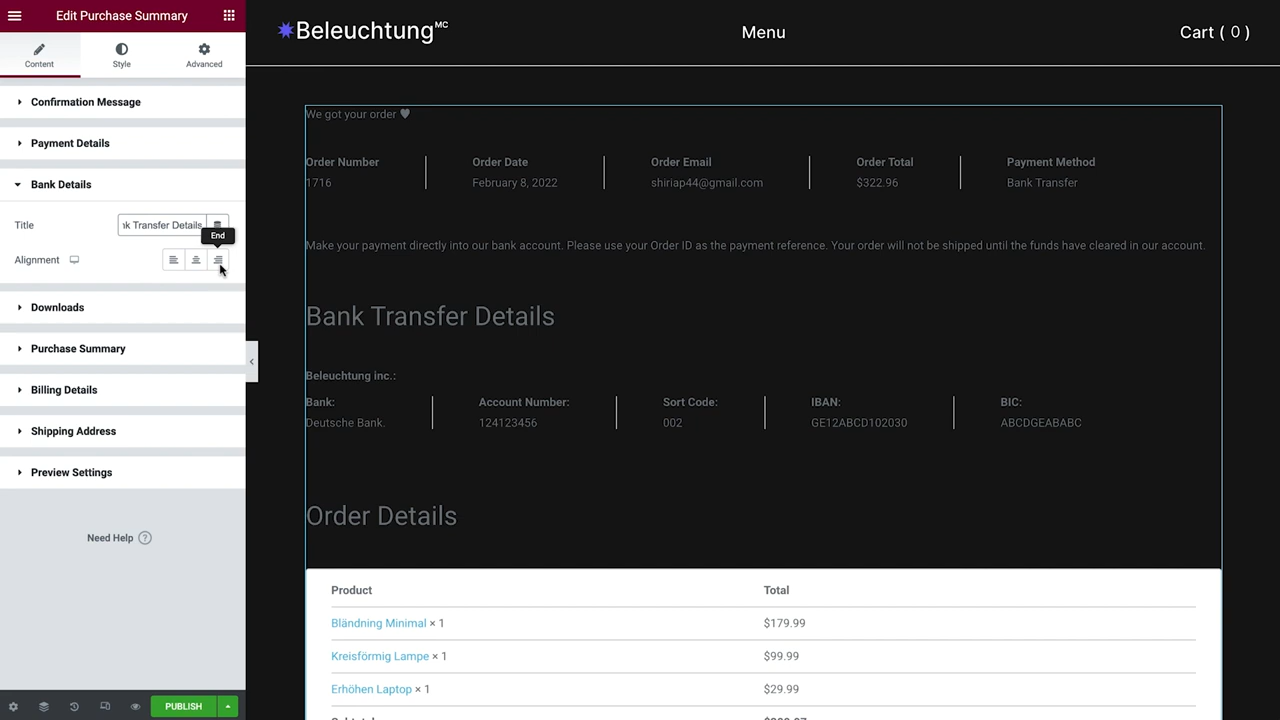 Edit Purchase Summary
Content
Style
Advanced
Confirmation Message
Payment Details
Bank Details
Title
nk Transfer Details
End
Alignment
Downloads
Purchase Summary
Billing Details
Shipping Address
Preview Settings
Need Help ?
PUBLISH
Beleuchtung MC
Menu
Cart ( 0 )
We got your order 🖤
Order Number Order Date Order Email Order Total Payment Method
1716 February 8, 2022 shiriap44@gmail.com $322.96 Bank Transfer
Make your payment directly into our bank account. Please use your Order ID as the payment reference. Your order will not be shipped until the funds have cleared in our account.
Bank Transfer Details
Beleuchtung inc.:
Bank: Account Number: Sort Code: IBAN: BIC:
Deutsche Bank. 124123456 002 GE12ABCD102030 ABCDGEABABC
Order Details
Product Total
Bländning Minimal × 1 $179.99
Kreisförmig Lampe × 1 $99.99
Erhöhen Laptop × 1 $29.99